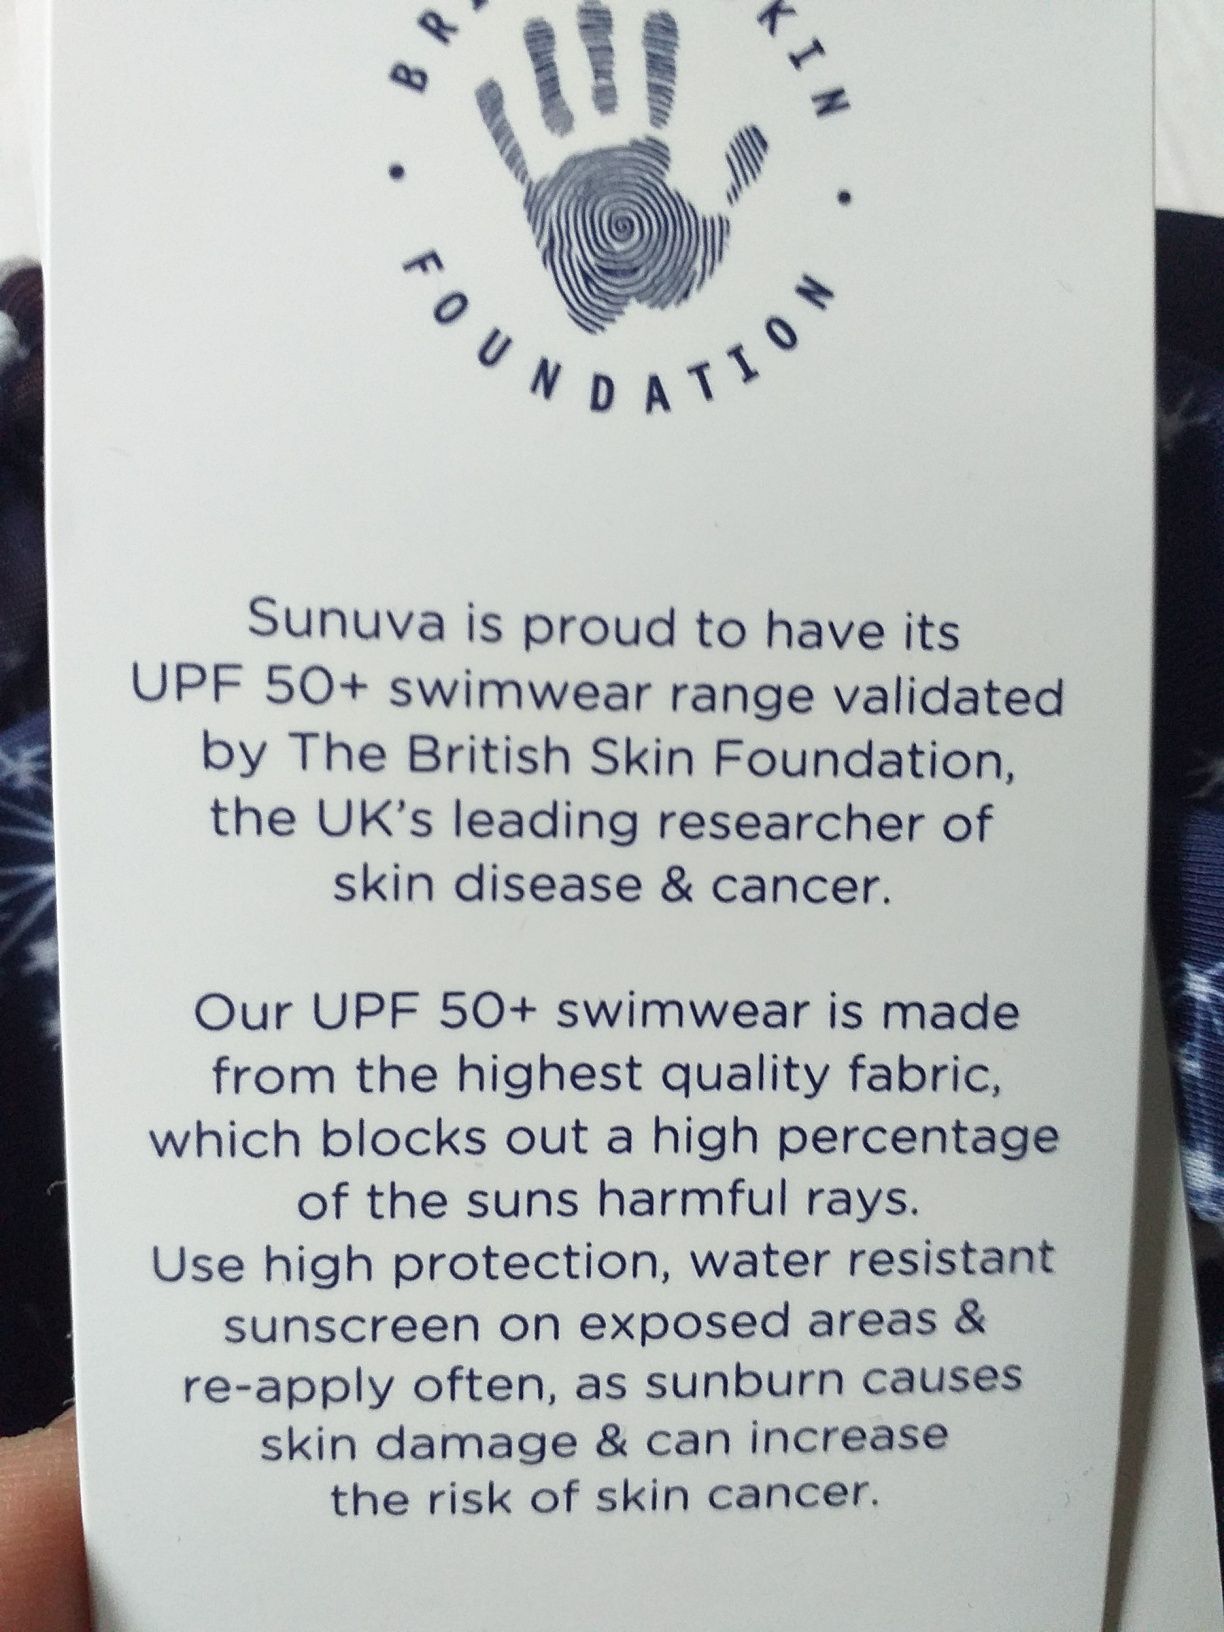 SKIN
FOUNDATION
Sunuva is proud to have its
UPF 50+ swimwear range validated
by The British Skin Foundation,
the UK's leading researcher of
skin disease & cancer.
Our UPF 50+ swimwear is made
from the highest quality fabric,
which blocks out a high percentage
of the suns harmful rays.
Use high protection, water resistant
sunscreen on exposed areas &
re-apply often, as sunburn causes
skin damage & can increase
the risk of skin cancer.